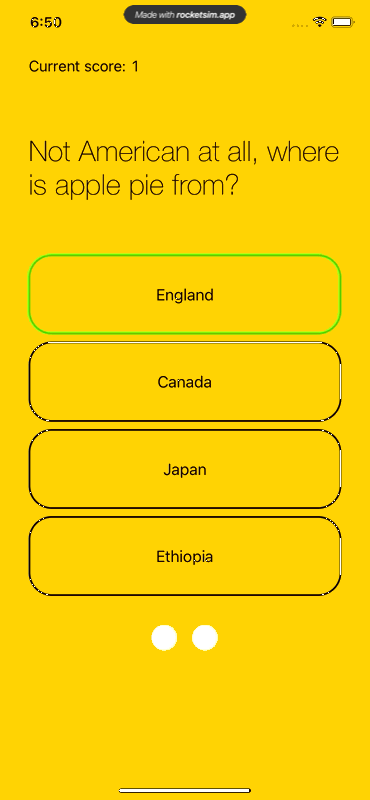 6:50
Made with rocketsim.app
Current score: 1
Not American at all, where
is apple pie from?
England
Canada
Japan
Ethiopia